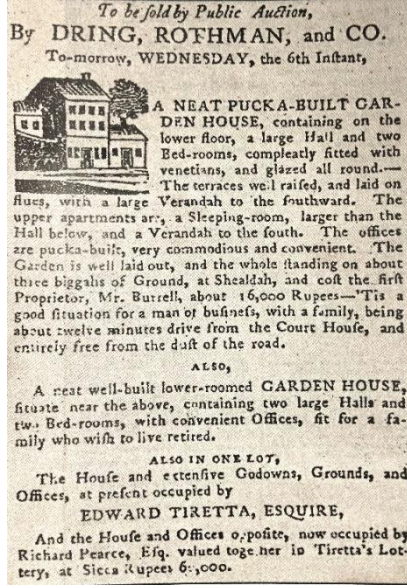 To be sold by Public Auction,
By DRING, ROTHMAN, and CO.
To-morrow, WEDNESDAY, the 6th Instant,
A NEAT PUCKA-BUILT GAR-
DEN HOUSE, containing on the
lower floor, a large Hall and two
Bed-rooms, compleatly fitted with
venetians, and glazed all round.—
The terraces well raised, and laid on
flues, with a large Verandah to the southward. The
upper apartments are, a Sleeping-room, larger than the
Hall below, and a Verandah to the south. The offices
are pucka-built, very commodious and convenient. The
Garden is well laid out, and the whole standing on about
three biggahs of Ground, at Shealdah, and cost the first
Proprietor, Mr. Burrell, about 16,000 Rupees—'Tis a
good situation for a man of business, with a family, being
about twelve minutes drive from the Court House, and
entirely free from the dust of the road.
ALSO,
A neat well-built lower-roomed GARDEN HOUSE,
situate near the above, containing two large Halls and
two Bed-rooms, with convenient Offices, fit for a fa-
mily who wish to live retired.
ALSO IN ONE LOT,
The House and extensive Godowns, Grounds, and
Offices, at present occupied by
EDWARD TIRETTA, ESQUIRE,
And the House and Offices opposite, now occupied by
Richard Pearce, Esq. valued together in Tiretta's Lot-
tery, at Sicca Rupees